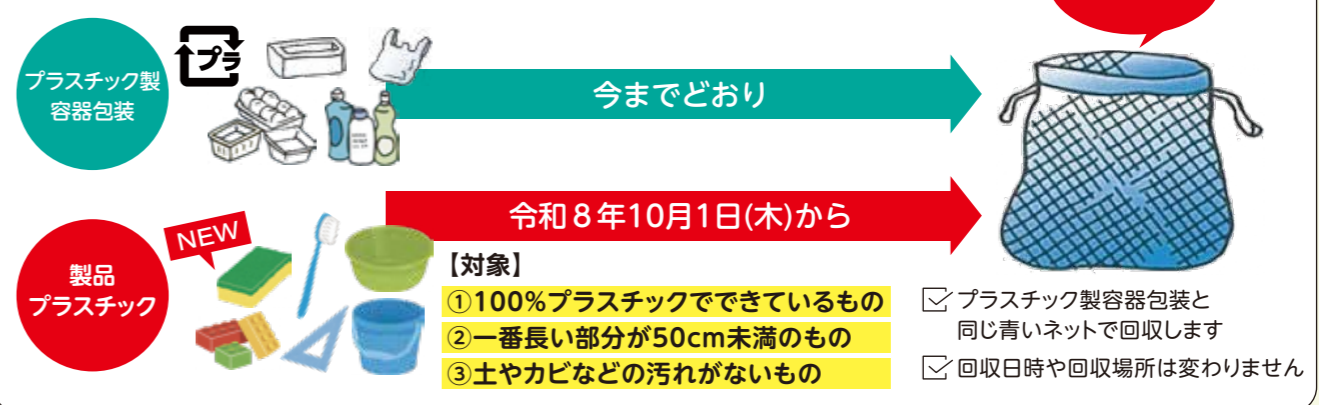 プラスチック製
容器包装
プラ
今までどおり
NEW
製品
プラスチック
令和8年10月1日(木)から
【対象】
①100%プラスチックでできているもの
②一番長い部分が50cm未満のもの
③土やカビなどの汚れがないもの
プラスチック製容器包装と
同じ青いネットで回収します
回収日時や回収場所は変わりません